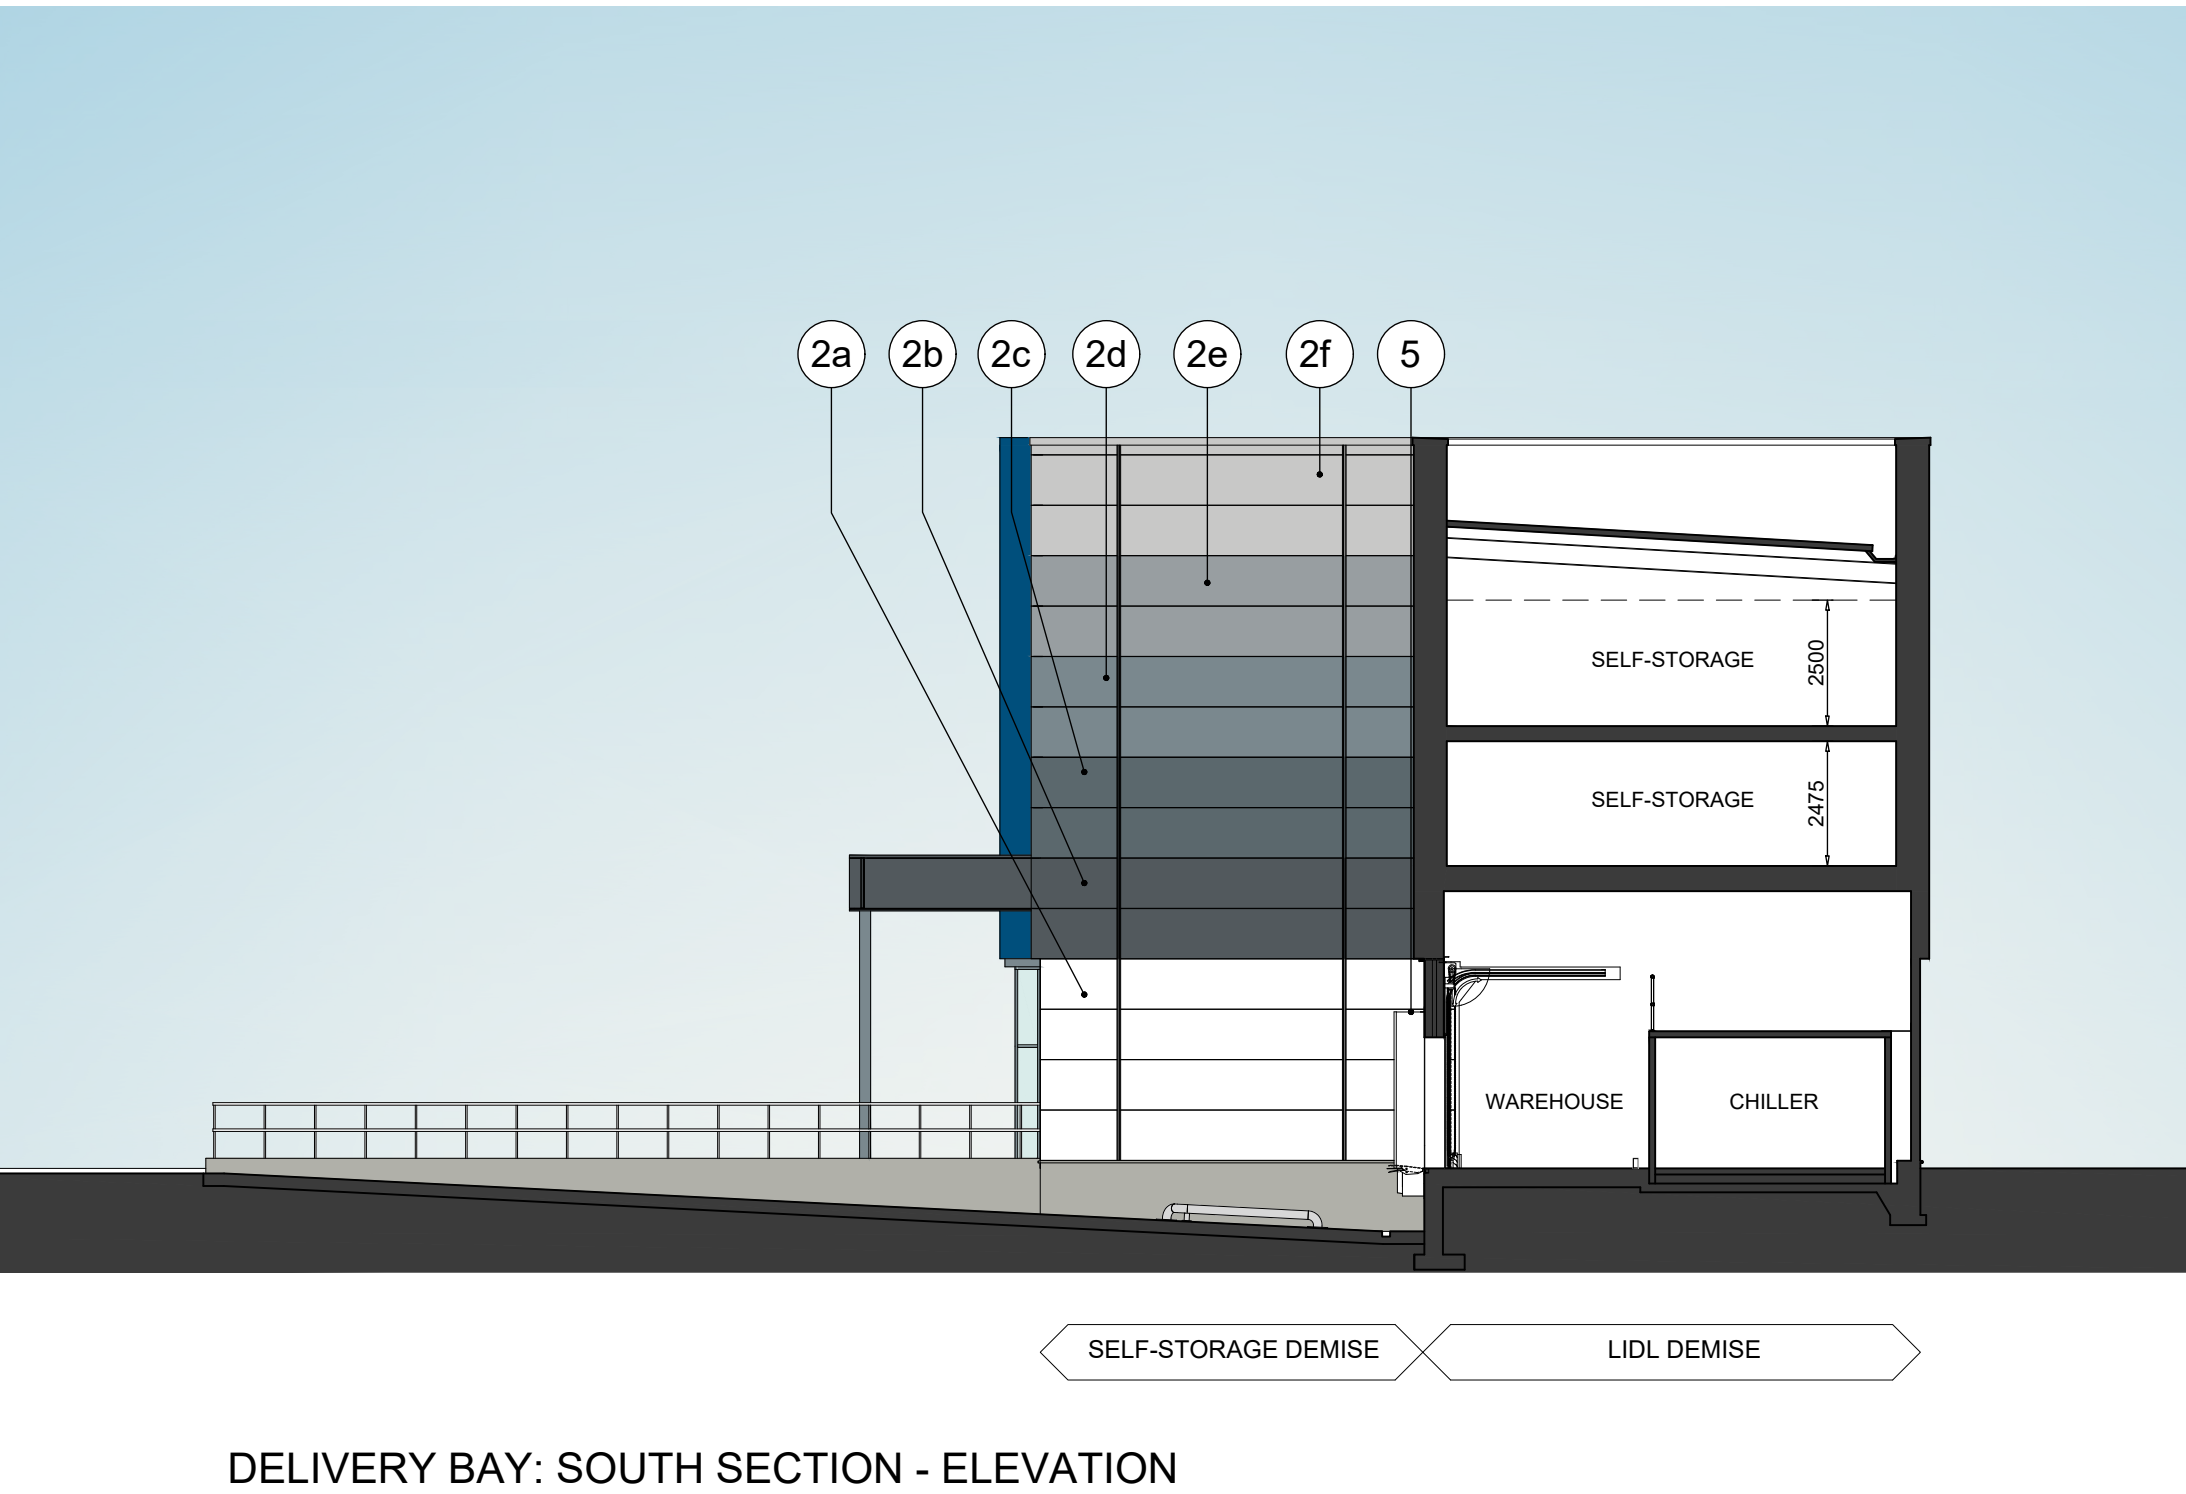 2a 2b 2c 2d 2e 2f 5
SELF-STORAGE
2500
SELF-STORAGE
2475
WAREHOUSE
CHILLER
SELF-STORAGE DEMISE
LIDL DEMISE
DELIVERY BAY: SOUTH SECTION - ELEVATION